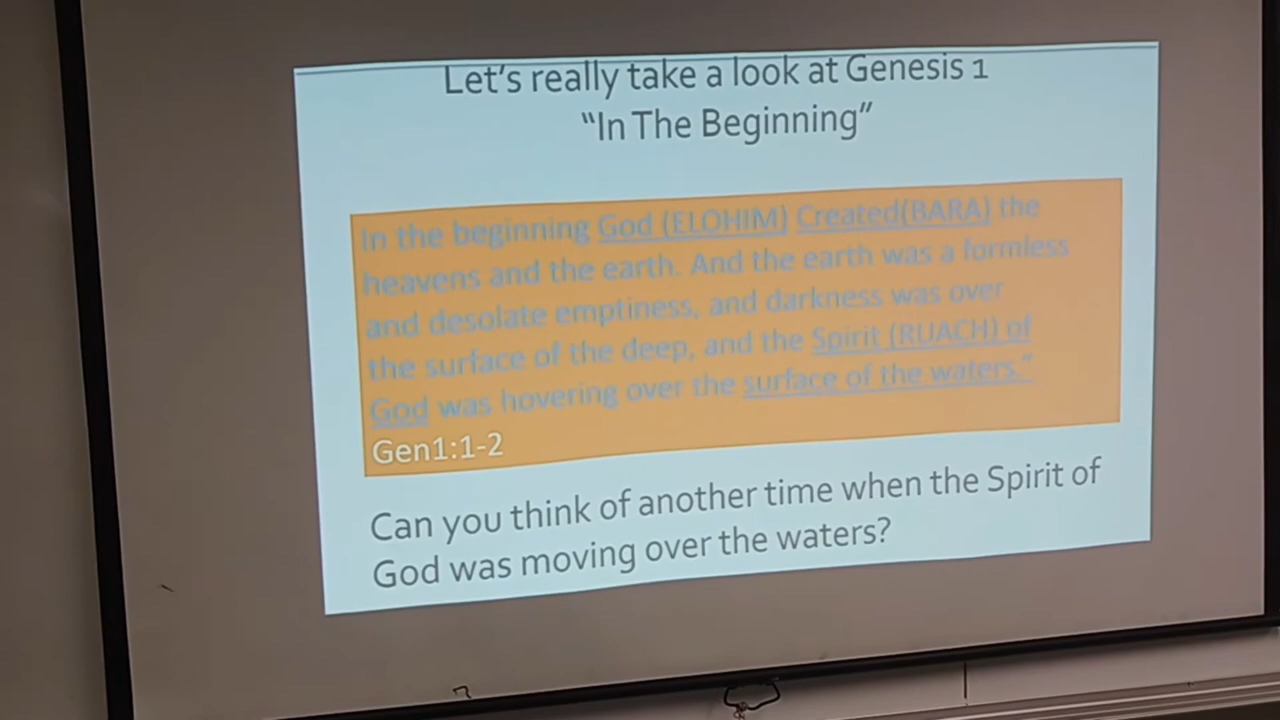 Let's really take a look at Genesis 1
“In The Beginning”
In the beginning God (ELOHIM) Created(BARA) the
heavens and the earth. And the earth was a formless
and desolate emptiness, and darkness was over
the surface of the deep, and the Spirit (RUACH) of
God was hovering over the surface of the waters.“
Gen1:1-2
Can you think of another time when the Spirit of
God was moving over the waters?